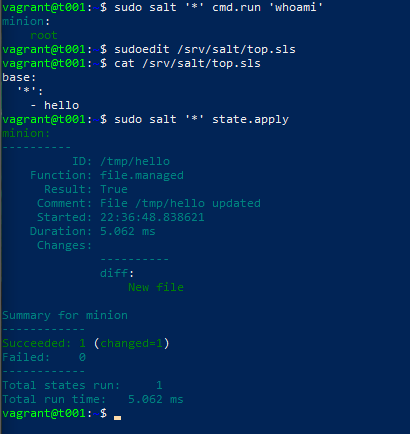 vagrant@t001: $ sudo salt '*' cmd.run 'whoami'
minion:
    root
vagrant@t001: $ sudoedit /srv/salt/top.sls
vagrant@t001: $ cat /srv/salt/top.sls
base:
  '*':
    - hello
vagrant@t001: $ sudo salt '*' state.apply
minion:
----------
          ID: /tmp/hello
    Function: file.managed
      Result: True
     Comment: File /tmp/hello updated
     Started: 22:36:48.838621
    Duration: 5.062 ms
     Changes:
              ----------
              diff:
                  New file

Summary for minion
------------
Succeeded: 1 (changed=1)
Failed:    0
------------
Total states run:     1
Total run time:   5.062 ms
vagrant@t001: $